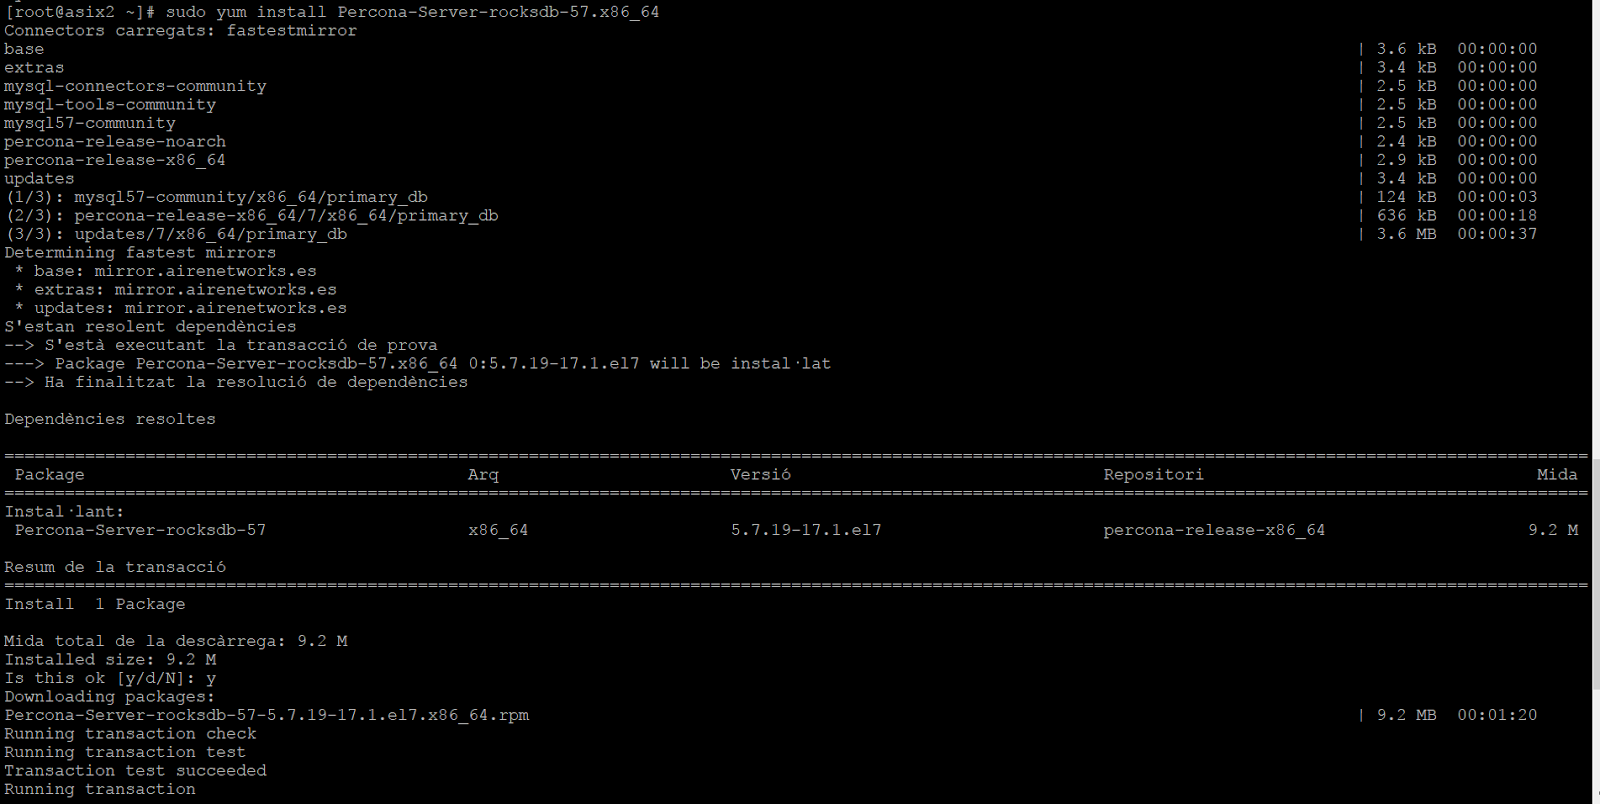 [root@asix2 ~]# sudo yum install Percona-Server-rocksdb-57.x86_64
Connectors carregats: fastestmirror
base | 3.6 kB 00:00:00
extras | 3.4 kB 00:00:00
mysql-connectors-community | 2.5 kB 00:00:00
mysql-tools-community | 2.5 kB 00:00:00
mysql57-community | 2.5 kB 00:00:00
percona-release-noarch | 2.4 kB 00:00:00
percona-release-x86_64 | 2.9 kB 00:00:00
updates | 3.4 kB 00:00:00
(1/3): mysql57-community/x86_64/primary_db | 124 kB 00:00:03
(2/3): percona-release-x86_64/7/x86_64/primary_db | 636 kB 00:00:18
(3/3): updates/7/x86_64/primary_db | 3.6 MB 00:00:37
Determining fastest mirrors
* base: mirror.airenetworks.es
* extras: mirror.airenetworks.es
* updates: mirror.airenetworks.es
S'estan resolent dependències
--> S'està executant la transacció de prova
---> Package Percona-Server-rocksdb-57.x86_64 0:5.7.19-17.1.el7 will be instal·lat
--> Ha finalitzat la resolució de dependències
Dependències resoltes
Package Arq Versió Repositori Mida
Instal·lant:
Percona-Server-rocksdb-57 x86_64 5.7.19-17.1.el7 percona-release-x86_64 9.2 M
Resum de la transacció
Install 1 Package
Mida total de la descàrrega: 9.2 M
Installed size: 9.2 M
Is this ok [y/d/N]: y
Downloading packages:
Percona-Server-rocksdb-57-5.7.19-17.1.el7.x86_64.rpm | 9.2 MB 00:01:20
Running transaction check
Running transaction test
Transaction test succeeded
Running transaction